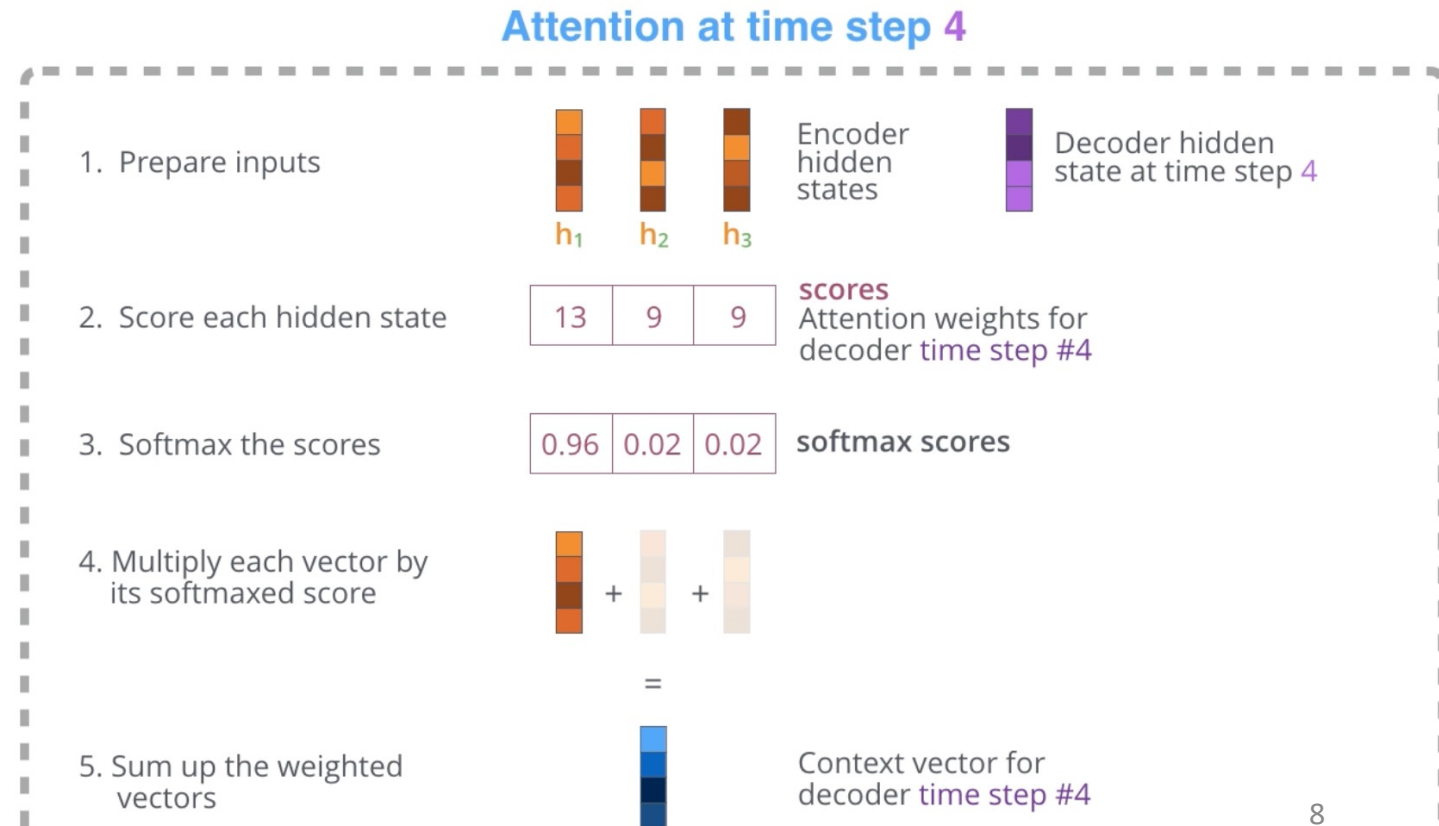 Attention at time step 4
1. Prepare inputs
Encoder
hidden
states
Decoder hidden
state at time step 4
h₁ h₂ h₃
2. Score each hidden state
13 9 9
scores
Attention weights for
decoder time step #4
3. Softmax the scores
0.96 0.02 0.02
softmax scores
4. Multiply each vector by
its softmaxed score
+ +
=
5. Sum up the weighted
vectors
Context vector for
decoder time step #4
8